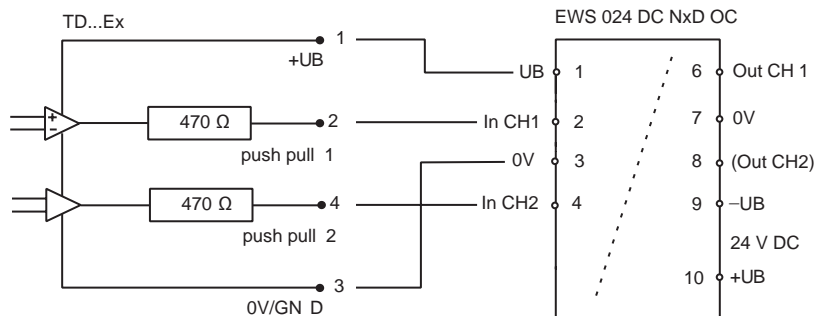 EWS 024 DC NxD OC
TD...Ex
1
+UB
UB
1
6
Out CH 1
+
−
470 Ω
2
In CH1
2
7
0V
push pull 1
0V
3
8
(Out CH2)
470 Ω
4
In CH2
4
9
−UB
push pull 2
24 V DC
3
10
+UB
0V/GN D